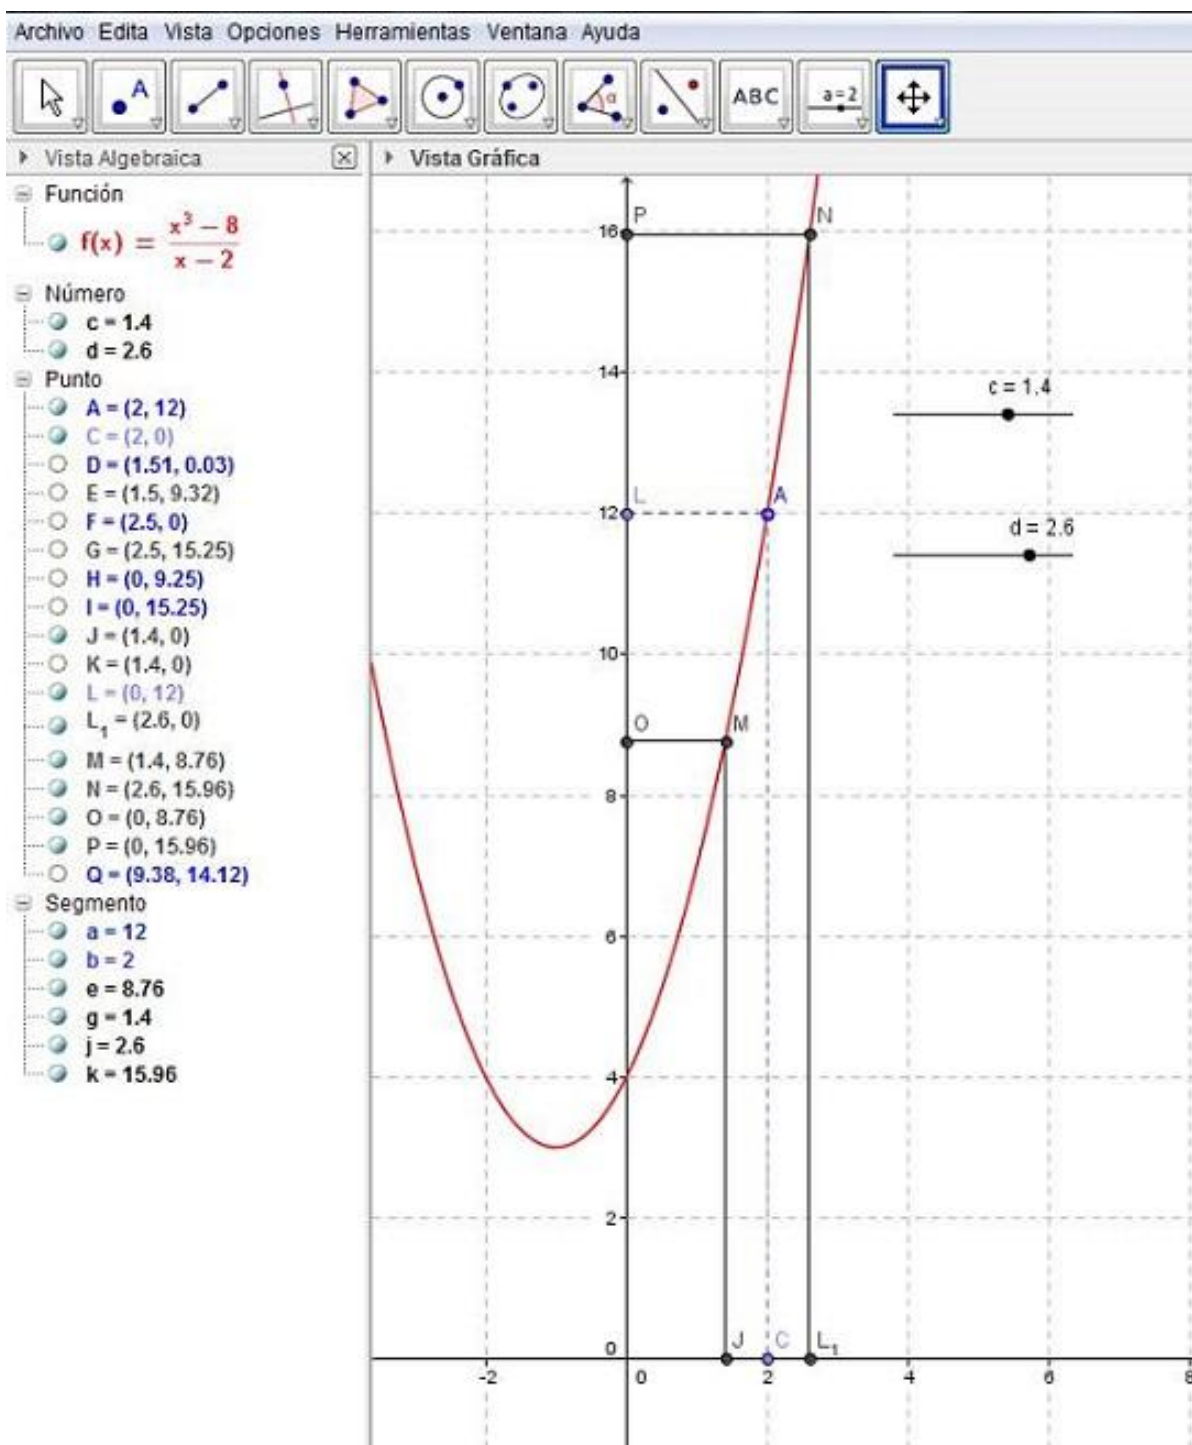 Archivo Edita Vista Opciones Herramientas Ventana Ayuda
A ABC a=2 α
Vista Algebraica
Vista Gráfica
Función
f(x) = (x³ − 8)/(x − 2)
Número
c = 1.4
d = 2.6
Punto
A = (2, 12)
C = (2, 0)
D = (1.51, 0.03)
E = (1.5, 9.32)
F = (2.5, 0)
G = (2.5, 15.25)
H = (0, 9.25)
I = (0, 15.25)
J = (1.4, 0)
K = (1.4, 0)
L = (0, 12)
L₁ = (2.6, 0)
M = (1.4, 8.76)
N = (2.6, 15.96)
O = (0, 8.76)
P = (0, 15.96)
Q = (9.38, 14.12)
Segmento
a = 12
b = 2
e = 8.76
g = 1.4
j = 2.6
k = 15.96
P N
16
14
c = 1.4
L A
12
d = 2.6
10
O M
8
6
4
2
J C L₁
0
-2 0 2 4 6 8